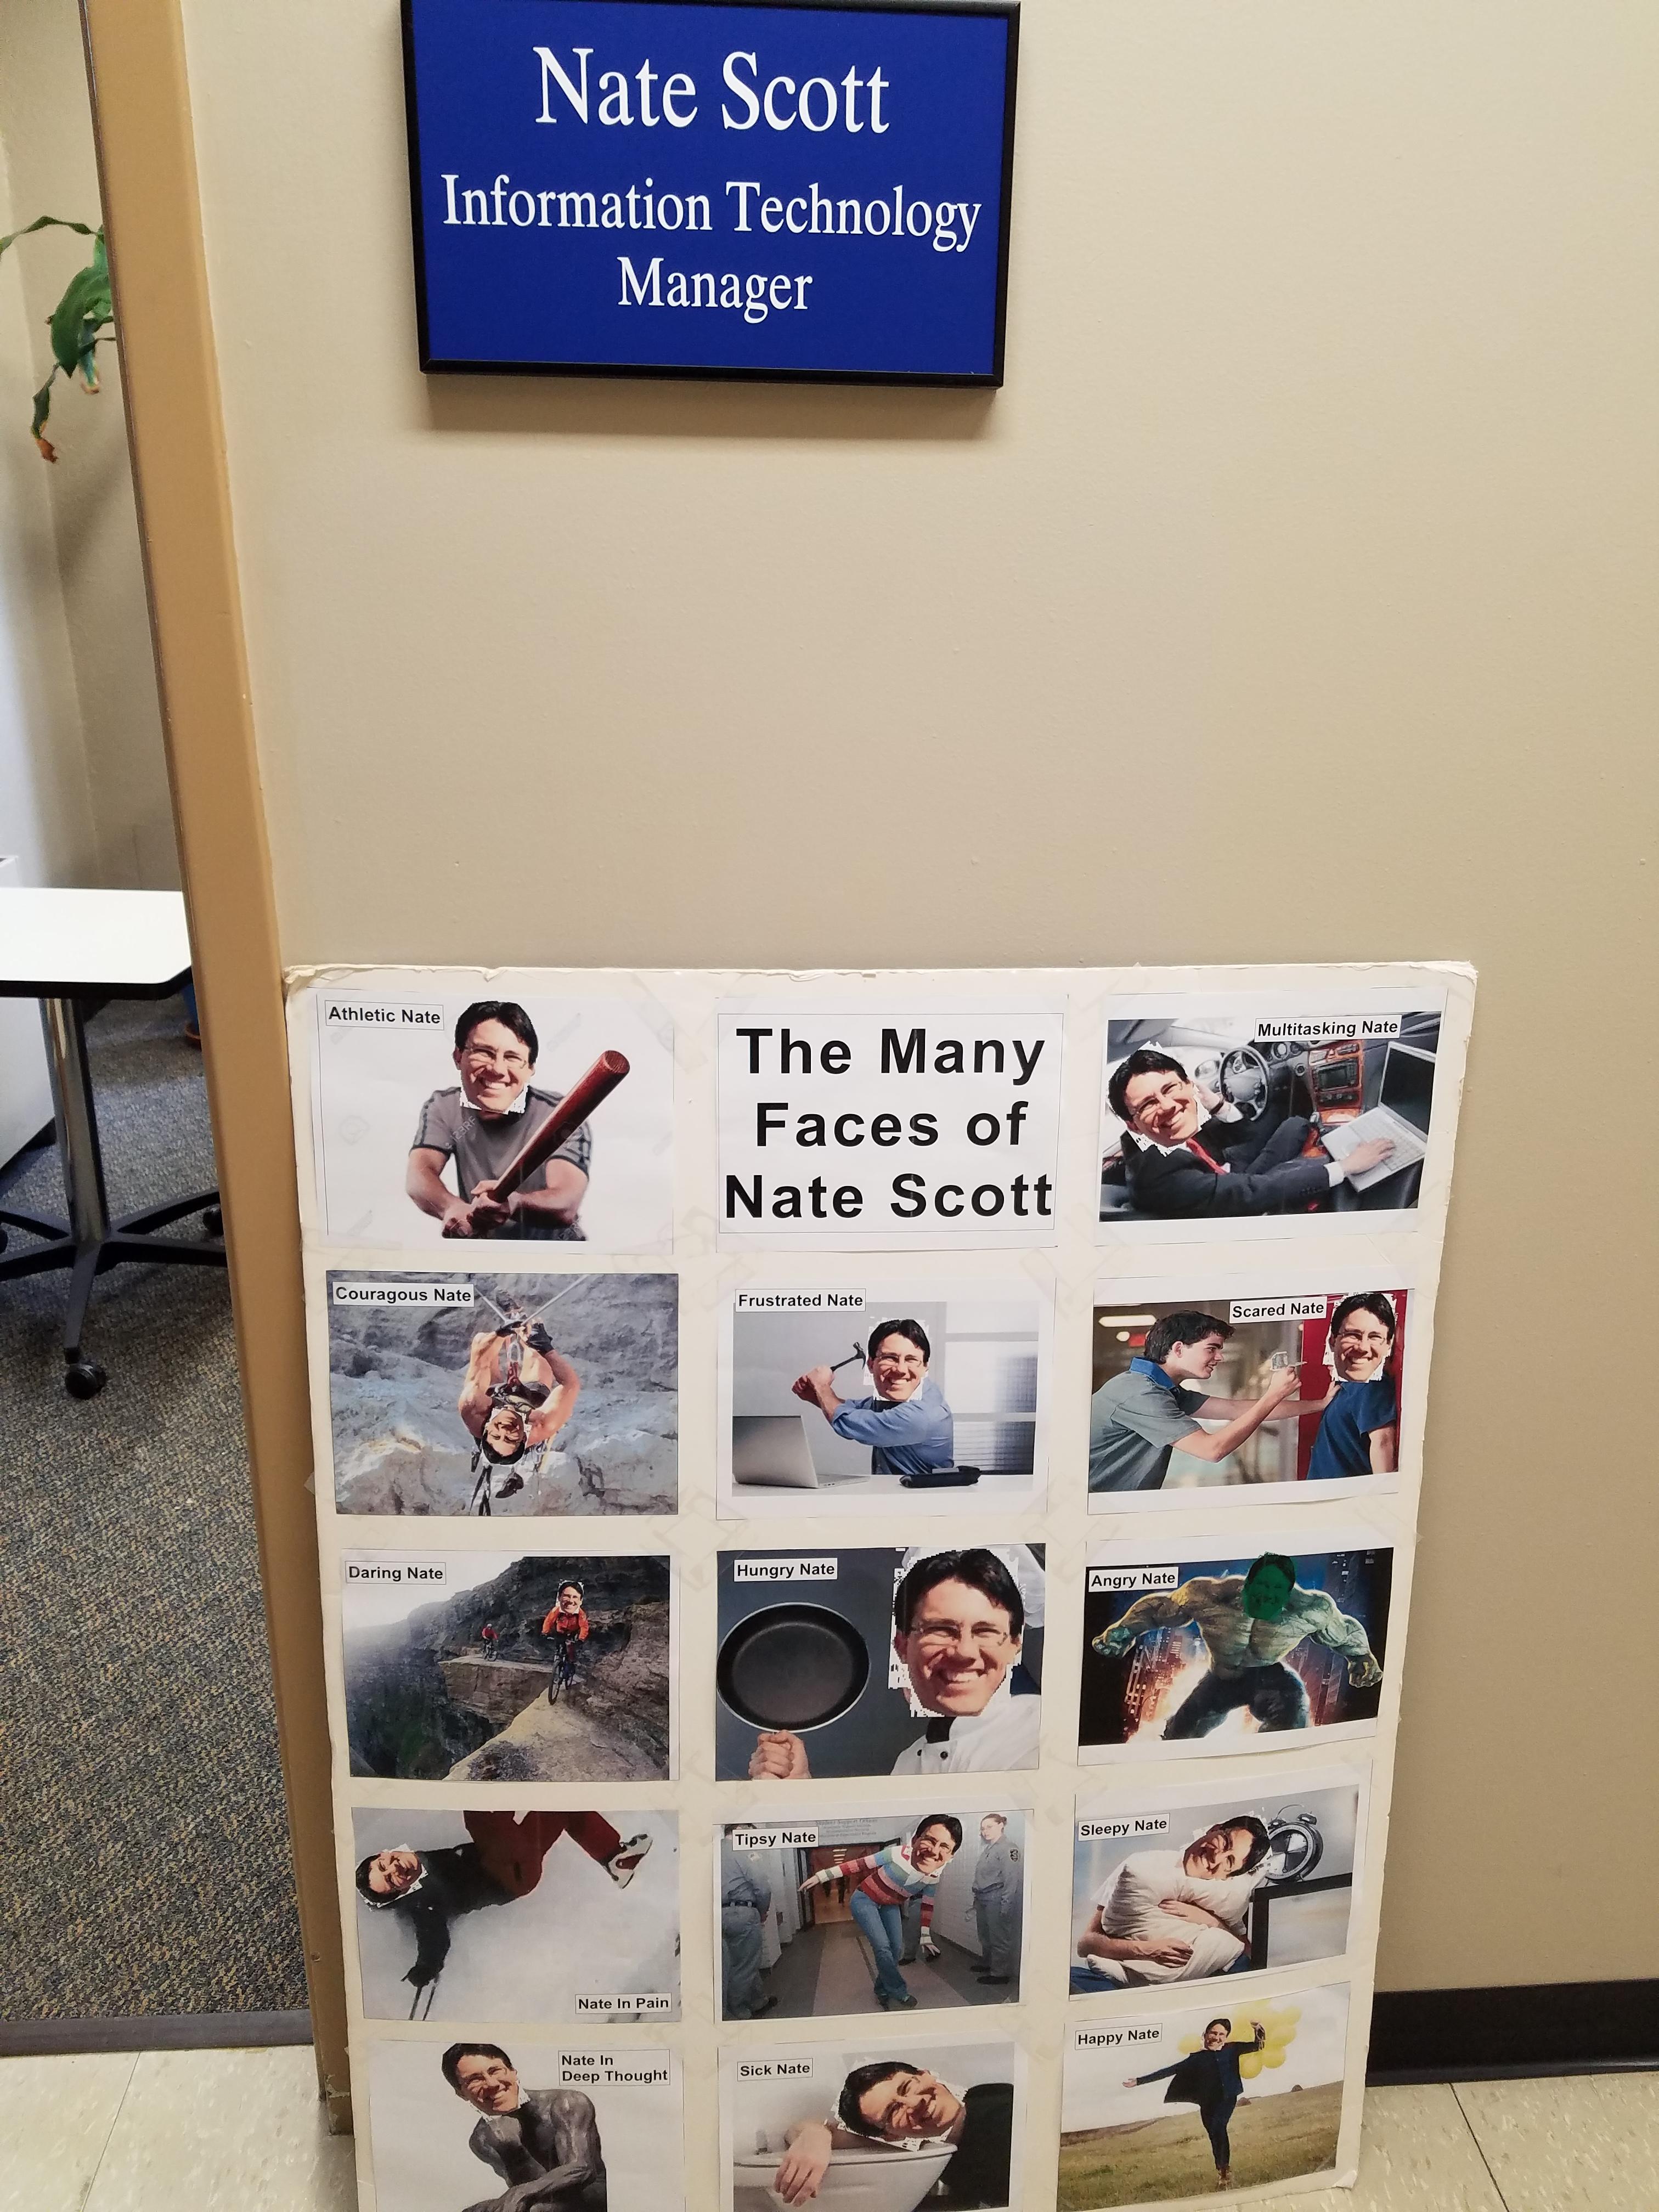 Nate Scott
Information Technology
Manager
Athletic Nate
The Many
Faces of
Nate Scott
Multitasking Nate
Couragous Nate
Frustrated Nate
Scared Nate
Daring Nate
Hungry Nate
Angry Nate
Nate In Pain
Tipsy Nate
Sleepy Nate
Nate In
Deep Thought
Sick Nate
Happy Nate